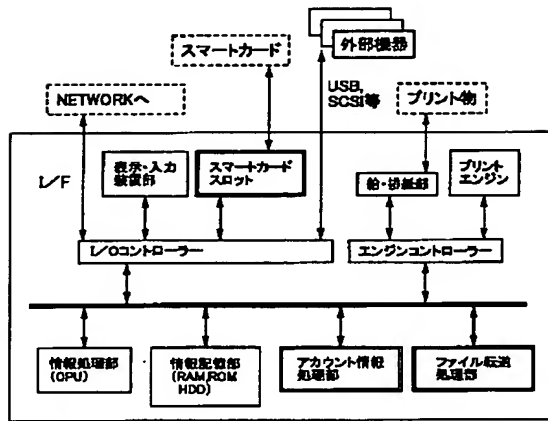 外部機器
スマートカード
USB,
SCSI等
NETWORKへ
プリント物
I/F
表示・入力
装置部
スマートカード
スロット
給・排紙部
プリント
エンジン
I/Oコントローラー
エンジンコントローラー
情報処理部
(CPU)
情報記憶部
(RAM,ROM
HDD)
アカウント情報
処理部
ファイル転送
処理部